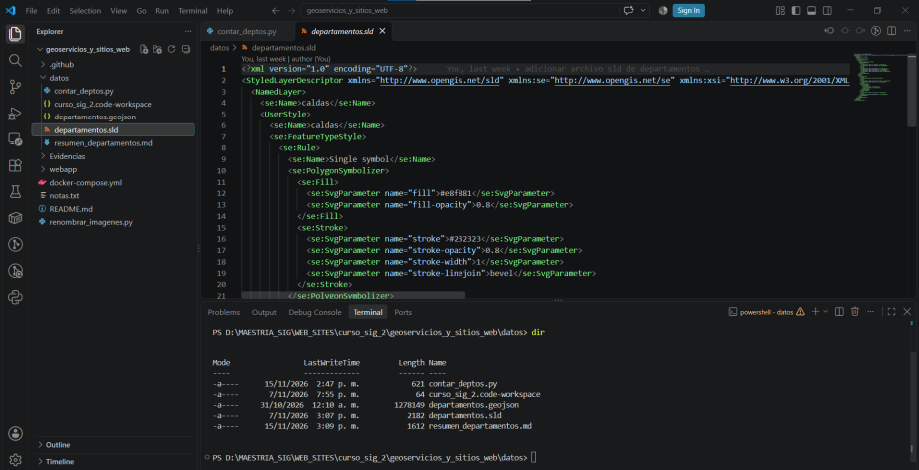 File Edit Selection View Go Run Terminal Help
geoservicios_y_sitios_web
Sign In
Explorer
geoservicios_y_sitios_web
.github
datos
contar_deptos.py
curso_sig_2.code-workspace
departamentos.geojson
departamentos.sld
resumen_departamentos.md
Evidencias
webapp
docker-compose.yml
notas.txt
README.md
renombrar_imagenes.py
Outline
Timeline
contar_deptos.py
departamentos.sld
datos > departamentos.sld
You, last week | author (You)
1 <?xml version="1.0" encoding="UTF-8"?> You, last week • adicionar archivo sld de departamentos
2 <StyledLayerDescriptor xmlns="http://www.opengis.net/sld" xmlns:se="http://www.opengis.net/se" xmlns:xsi="http://www.w3.org/2001/XML
3 <NamedLayer>
4 <se:Name>caldas</se:Name>
5 <UserStyle>
6 <se:Name>caldas</se:Name>
7 <se:FeatureTypeStyle>
8 <se:Rule>
9 <se:Name>Single symbol</se:Name>
10 <se:PolygonSymbolizer>
11 <se:Fill>
12 <se:SvgParameter name="fill">#e8f881</se:SvgParameter>
13 <se:SvgParameter name="fill-opacity">0.8</se:SvgParameter>
14 </se:Fill>
15 <se:Stroke>
16 <se:SvgParameter name="stroke">#232323</se:SvgParameter>
17 <se:SvgParameter name="stroke-opacity">0.8</se:SvgParameter>
18 <se:SvgParameter name="stroke-width">1</se:SvgParameter>
19 <se:SvgParameter name="stroke-linejoin">bevel</se:SvgParameter>
20 </se:Stroke>
21 </se:PolygonSymbolizer>
Problems Output Debug Console Terminal Ports
powershell - datos
PS D:\MAESTRIA_SIG\WEB_SITES\curso_sig_2\geoservicios_y_sitios_web\datos> dir
Mode LastWriteTime Length Name
---- ------------- ------ ----
-a---- 15/11/2026 2:47 p. m. 621 contar_deptos.py
-a---- 7/11/2026 7:55 p. m. 64 curso_sig_2.code-workspace
-a---- 31/10/2026 12:10 a. m. 1278149 departamentos.geojson
-a---- 7/11/2026 3:07 p. m. 2182 departamentos.sld
-a---- 15/11/2026 3:09 p. m. 1612 resumen_departamentos.md
PS D:\MAESTRIA_SIG\WEB_SITES\curso_sig_2\geoservicios_y_sitios_web\datos>